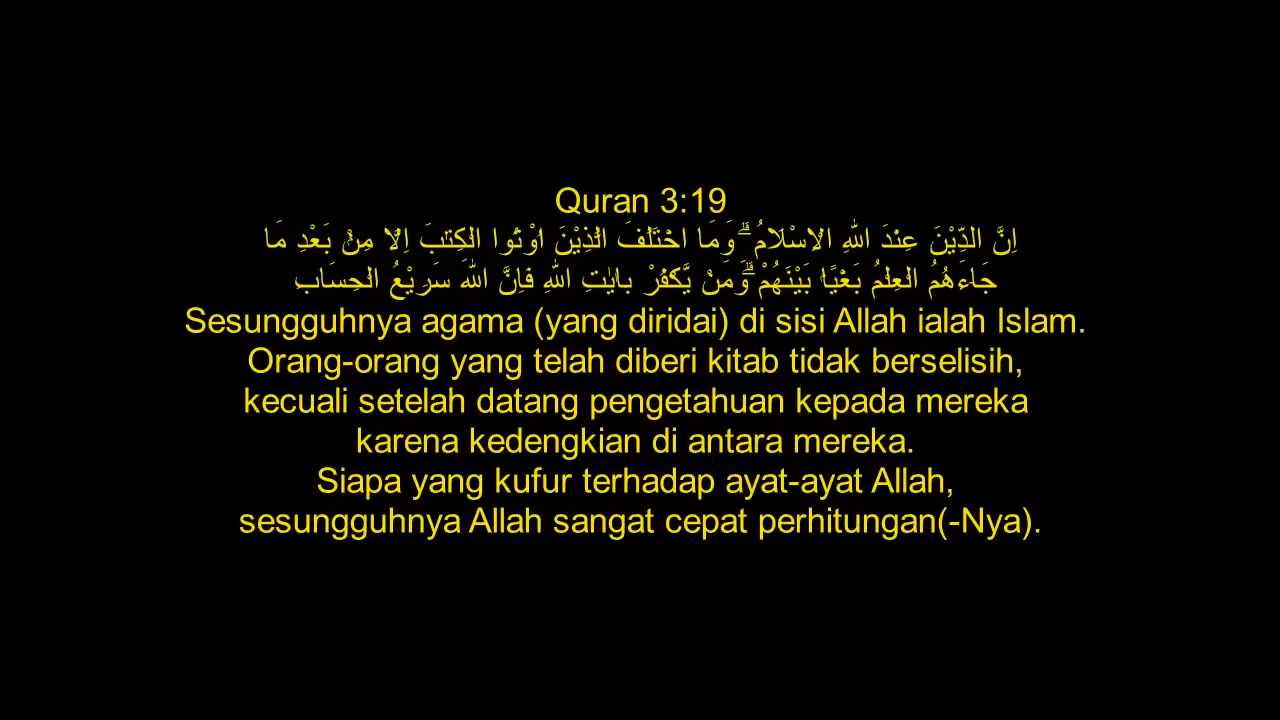 Quran 3:19
اِنَّ الدِّيْنَ عِنْدَ اللّٰهِ الْاِسْلَامُ ۗ وَمَا اخْتَلَفَ الَّذِيْنَ اُوْتُوا الْكِتٰبَ اِلَّا مِنْۢ بَعْدِ مَا
جَاۤءَهُمُ الْعِلْمُ بَغْيًاۢ بَيْنَهُمْ ۗوَمَنْ يَّكْفُرْ بِاٰيٰتِ اللّٰهِ فَاِنَّ اللّٰهَ سَرِيْعُ الْحِسَابِ
Sesungguhnya agama (yang diridai) di sisi Allah ialah Islam.
Orang-orang yang telah diberi kitab tidak berselisih,
kecuali setelah datang pengetahuan kepada mereka
karena kedengkian di antara mereka.
Siapa yang kufur terhadap ayat-ayat Allah,
sesungguhnya Allah sangat cepat perhitungan(-Nya).